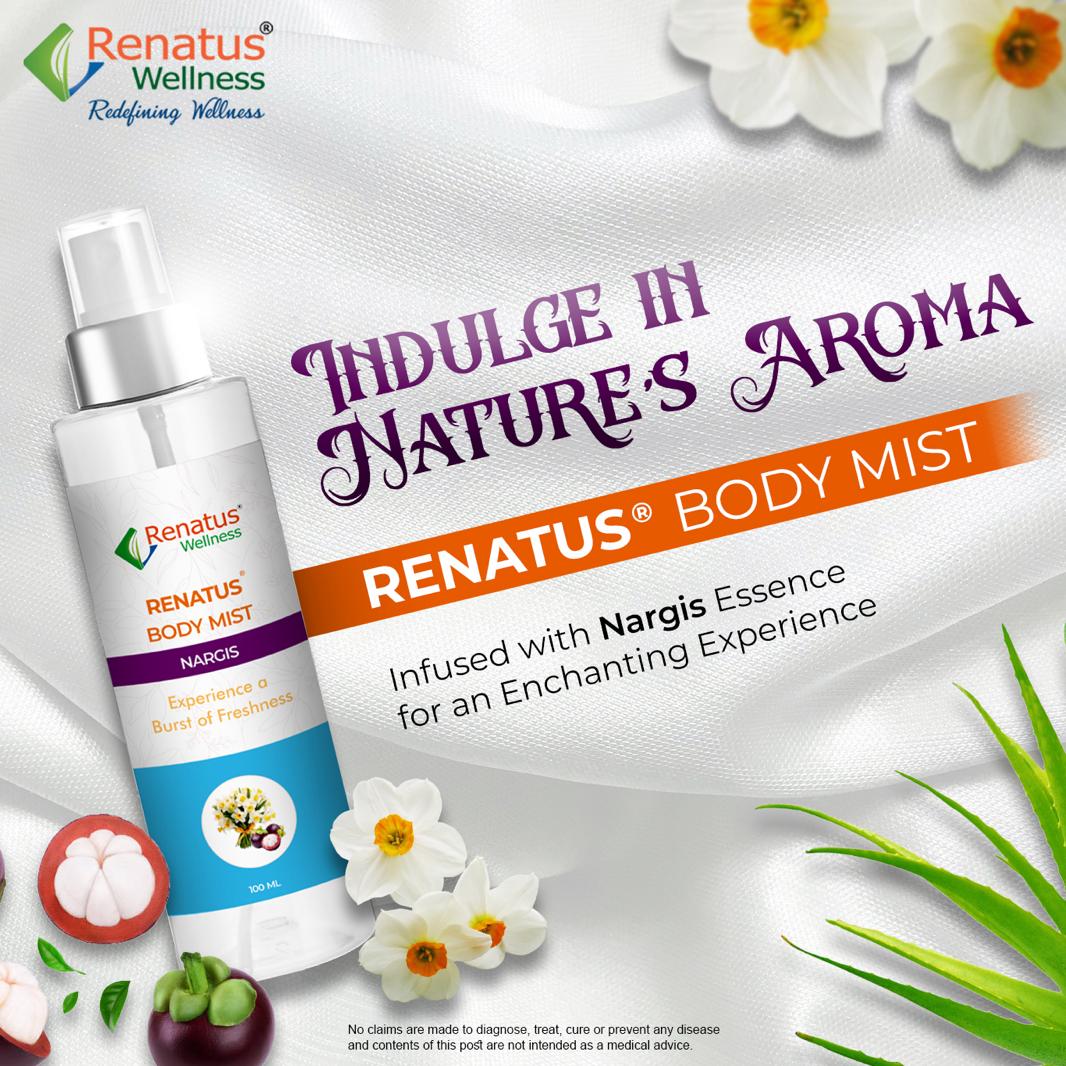 Renatus®
Wellness
Redefining Wellness
INDULGE IN
NATURE'S AROMA
RENATUS® BODY MIST
Infused with Nargis Essence
for an Enchanting Experience
Renatus®
Wellness
RENATUS®
BODY MIST
NARGIS
Experience a
Burst of Freshness
100 ML
No claims are made to diagnose, treat, cure or prevent any disease
and contents of this post are not intended as a medical advice.